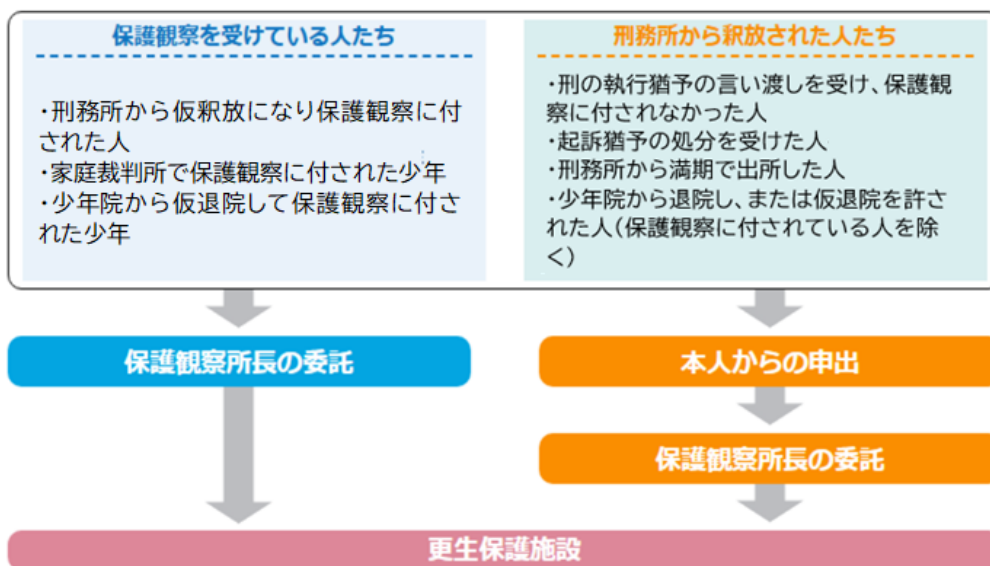 保護観察を受けている人たち
・刑務所から仮釈放になり保護観察に付
された人
・家庭裁判所で保護観察に付された少年
・少年院から仮退院して保護観察に付さ
れた少年
刑務所から釈放された人たち
・刑の執行猶予の言い渡しを受け、保護観
察に付されなかった人
・起訴猶予の処分を受けた人
・刑務所から満期で出所した人
・少年院から退院し、または仮退院を許さ
れた人(保護観察に付されている人を除
く)
保護観察所長の委託
本人からの申出
保護観察所長の委託
更生保護施設